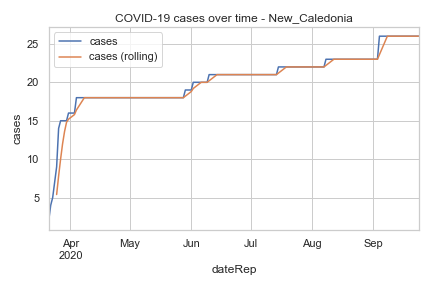 COVID-19 cases over time - New_Caledonia
cases
cases (rolling)
25
20
15
10
5
cases
Apr
2020
May
Jun
Jul
Aug
Sep
dateRep